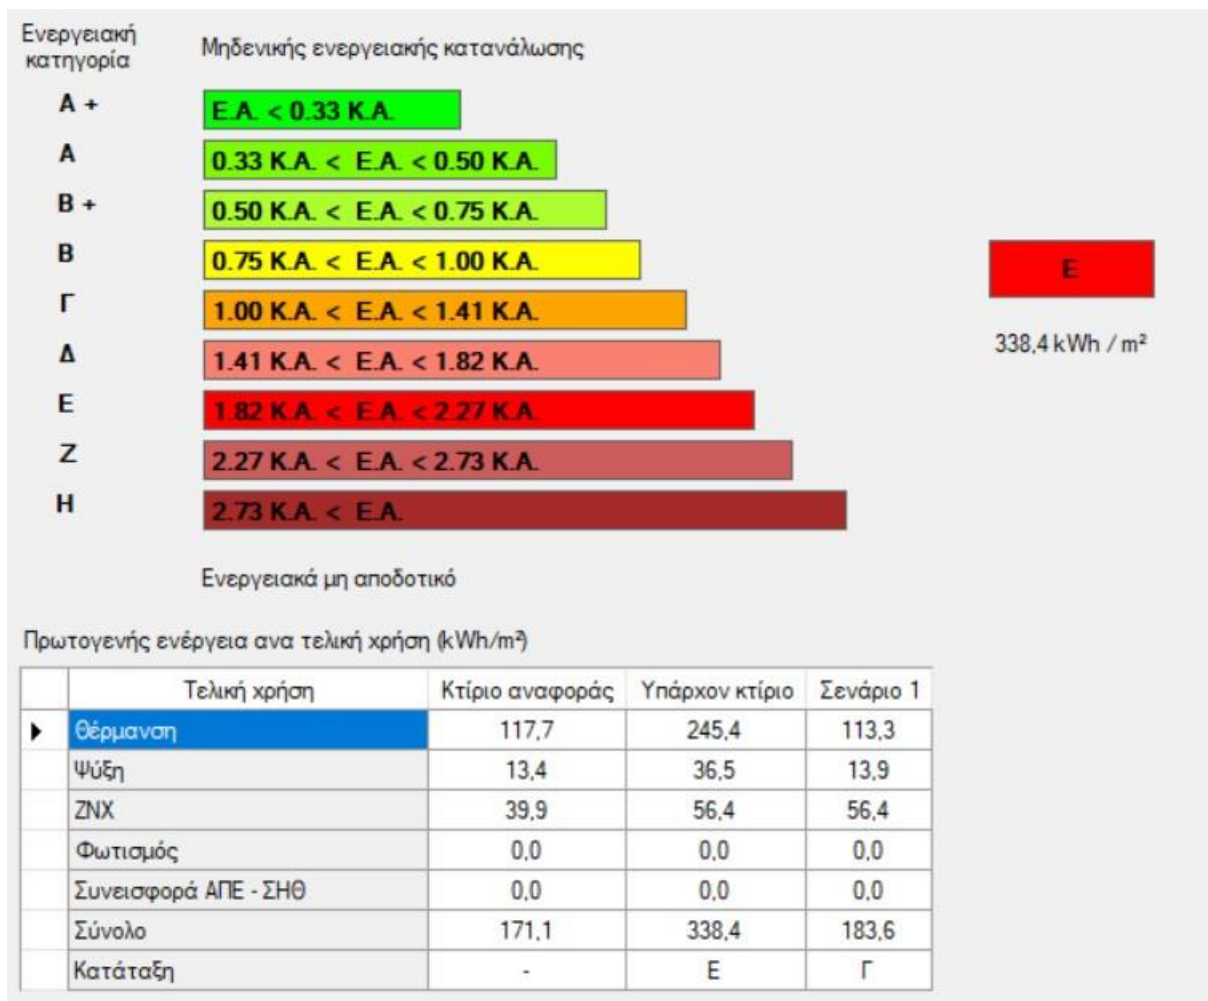 Ενεργειακή
κατηγορία
Μηδενικής ενεργειακής κατανάλωσης
A +
E.A. < 0.33 K.A.
A
0.33 K.A. < E.A. < 0.50 K.A.
B +
0.50 K.A. < E.A. < 0.75 K.A.
B
0.75 K.A. < E.A. < 1.00 K.A.
E
Γ
1.00 K.A. < E.A. < 1.41 K.A.
338,4 kWh / m²
Δ
1.41 K.A. < E.A. < 1.82 K.A.
E
1.82 K.A. < E.A. < 2.27 K.A.
Z
2.27 K.A. < E.A. < 2.73 K.A.
H
2.73 K.A. < E.A.
Ενεργειακά μη αποδοτικό
Πρωτογενής ενέργεια ανα τελική χρήση (kWh/m²)
Τελική χρήση Κτίριο αναφοράς Υπάρχον κτίριο Σενάριο 1
Θέρμανση 117,7 245,4 113,3
Ψύξη 13,4 36,5 13,9
ΖΝΧ 39,9 56,4 56,4
Φωτισμός 0,0 0,0 0,0
Συνεισφορά ΑΠΕ - ΣΗΘ 0,0 0,0 0,0
Σύνολο 171,1 338,4 183,6
Κατάταξη - Ε Γ